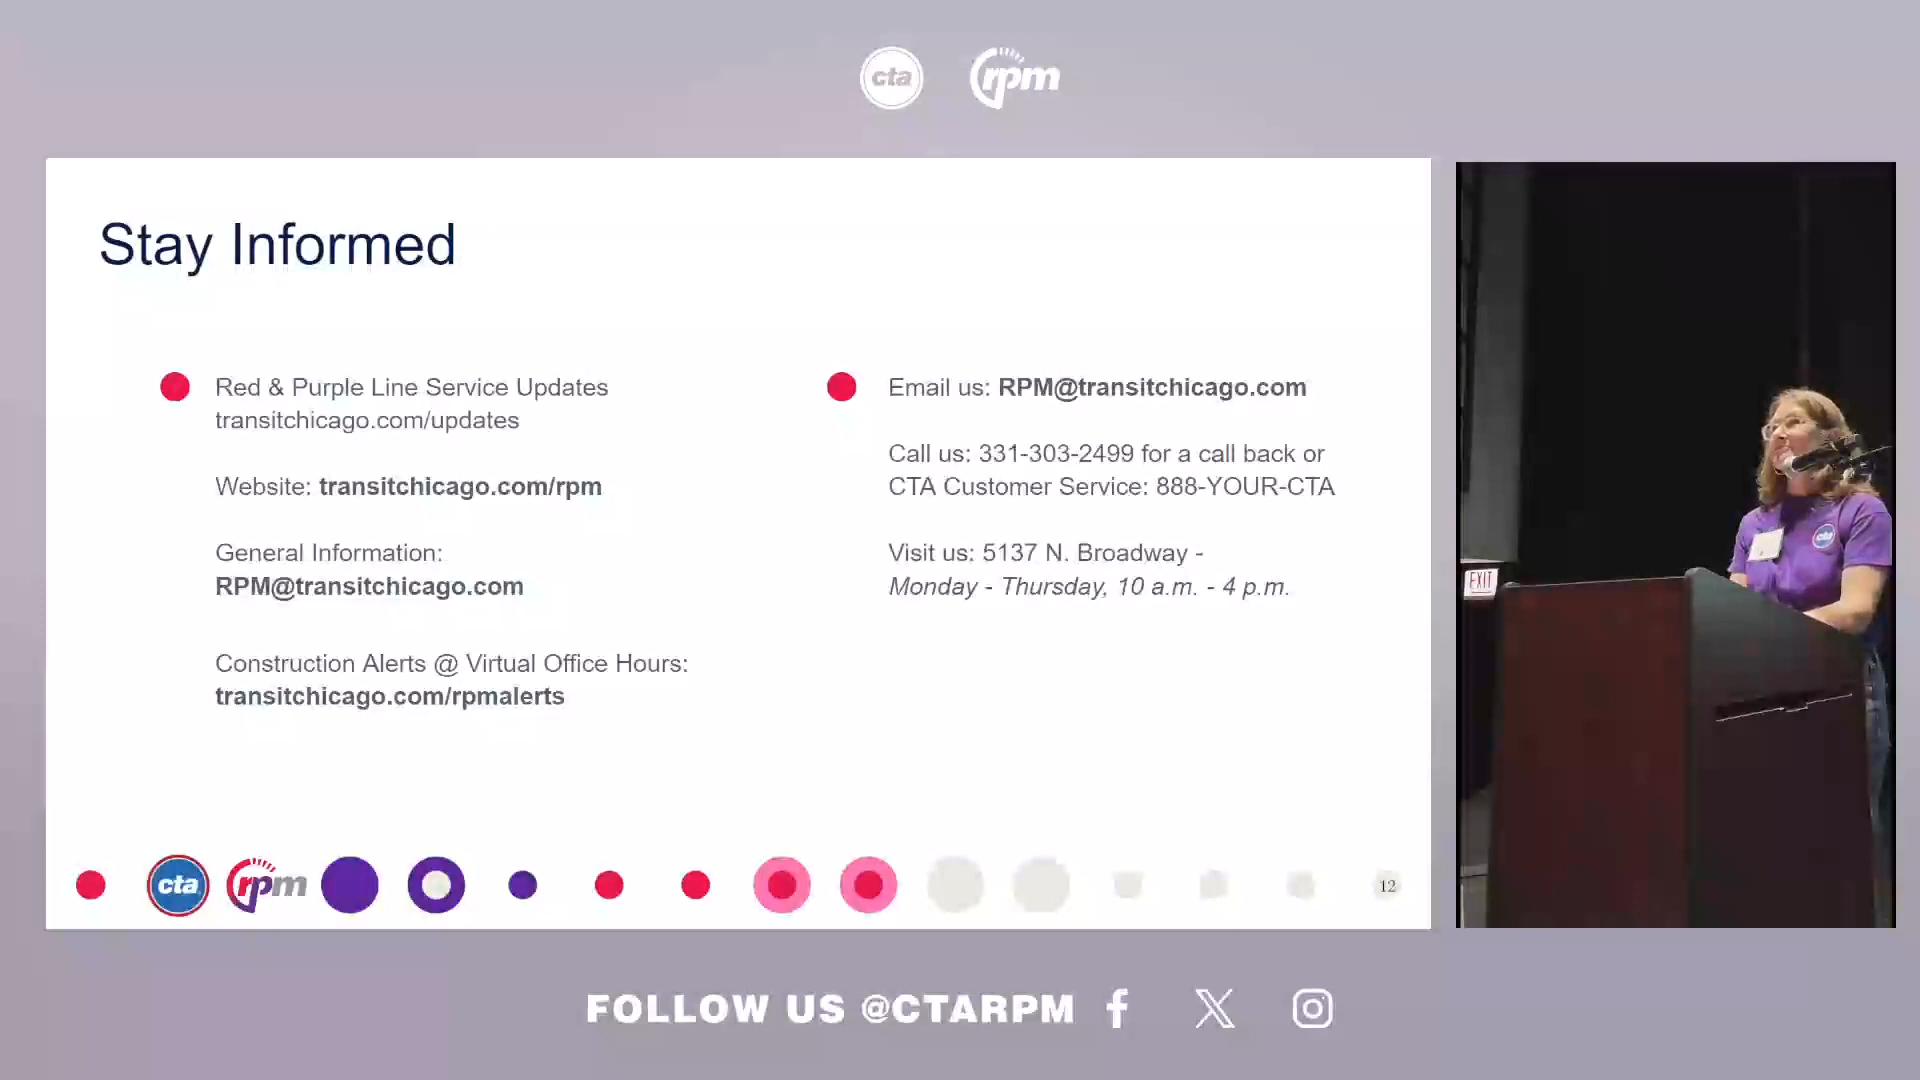 cta rpm
Stay Informed
Red & Purple Line Service Updates
transitchicago.com/updates
Website: transitchicago.com/rpm
General Information:
RPM@transitchicago.com
Construction Alerts @ Virtual Office Hours:
transitchicago.com/rpmalerts
Email us: RPM@transitchicago.com
Call us: 331-303-2499 for a call back or
CTA Customer Service: 888-YOUR-CTA
Visit us: 5137 N. Broadway -
Monday - Thursday, 10 a.m. - 4 p.m.
cta rpm
12
cta
EXIT
FOLLOW US @CTARPM